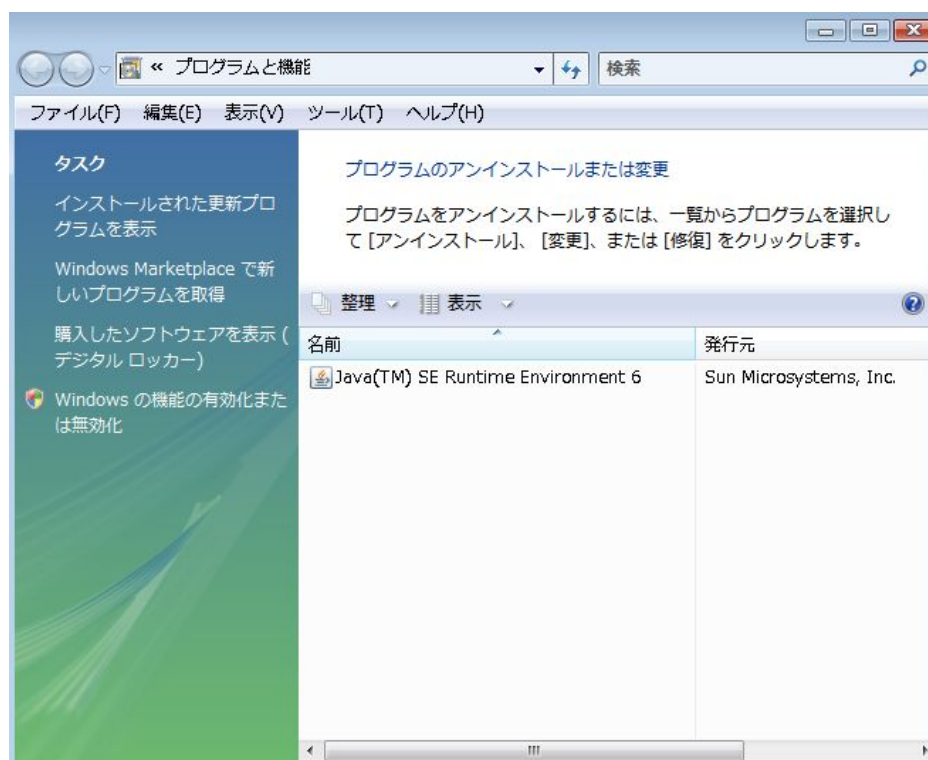 « プログラムと機能
検索
ファイル(F) 編集(E) 表示(V) ツール(T) ヘルプ(H)
タスク
インストールされた更新プロ
グラムを表示
Windows Marketplace で新
しいプログラムを取得
購入したソフトウェアを表示 (
デジタル ロッカー)
Windows の機能の有効化また
は無効化
プログラムのアンインストールまたは変更
プログラムをアンインストールするには、一覧からプログラムを選択し
て [アンインストール]、 [変更]、または [修復] をクリックします。
整理 表示
名前 発行元
Java(TM) SE Runtime Environment 6 Sun Microsystems, Inc.